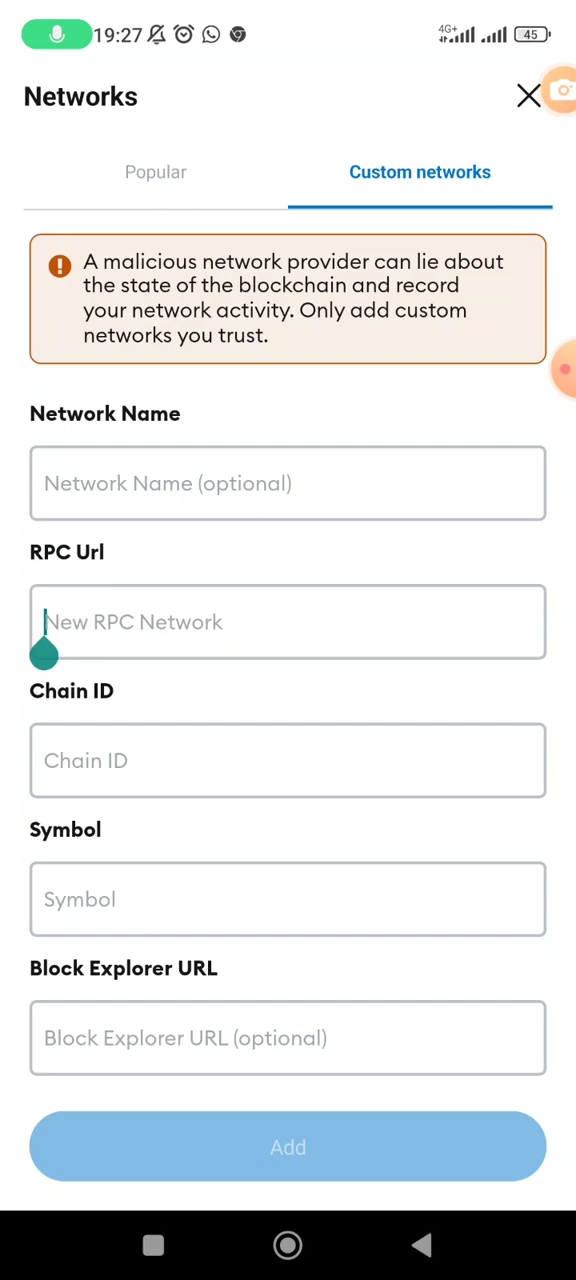 19:27
4G+
45
Networks
Popular
Custom networks
A malicious network provider can lie about
the state of the blockchain and record
your network activity. Only add custom
networks you trust.
Network Name
Network Name (optional)
RPC Url
New RPC Network
Chain ID
Chain ID
Symbol
Symbol
Block Explorer URL
Block Explorer URL (optional)
Add